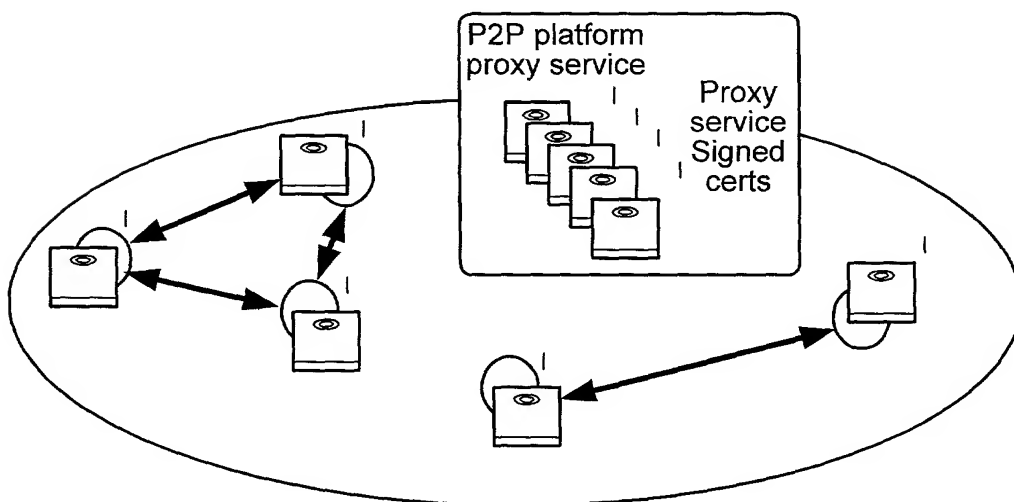 P2P platform
proxy service
Proxy
service
Signed
certs